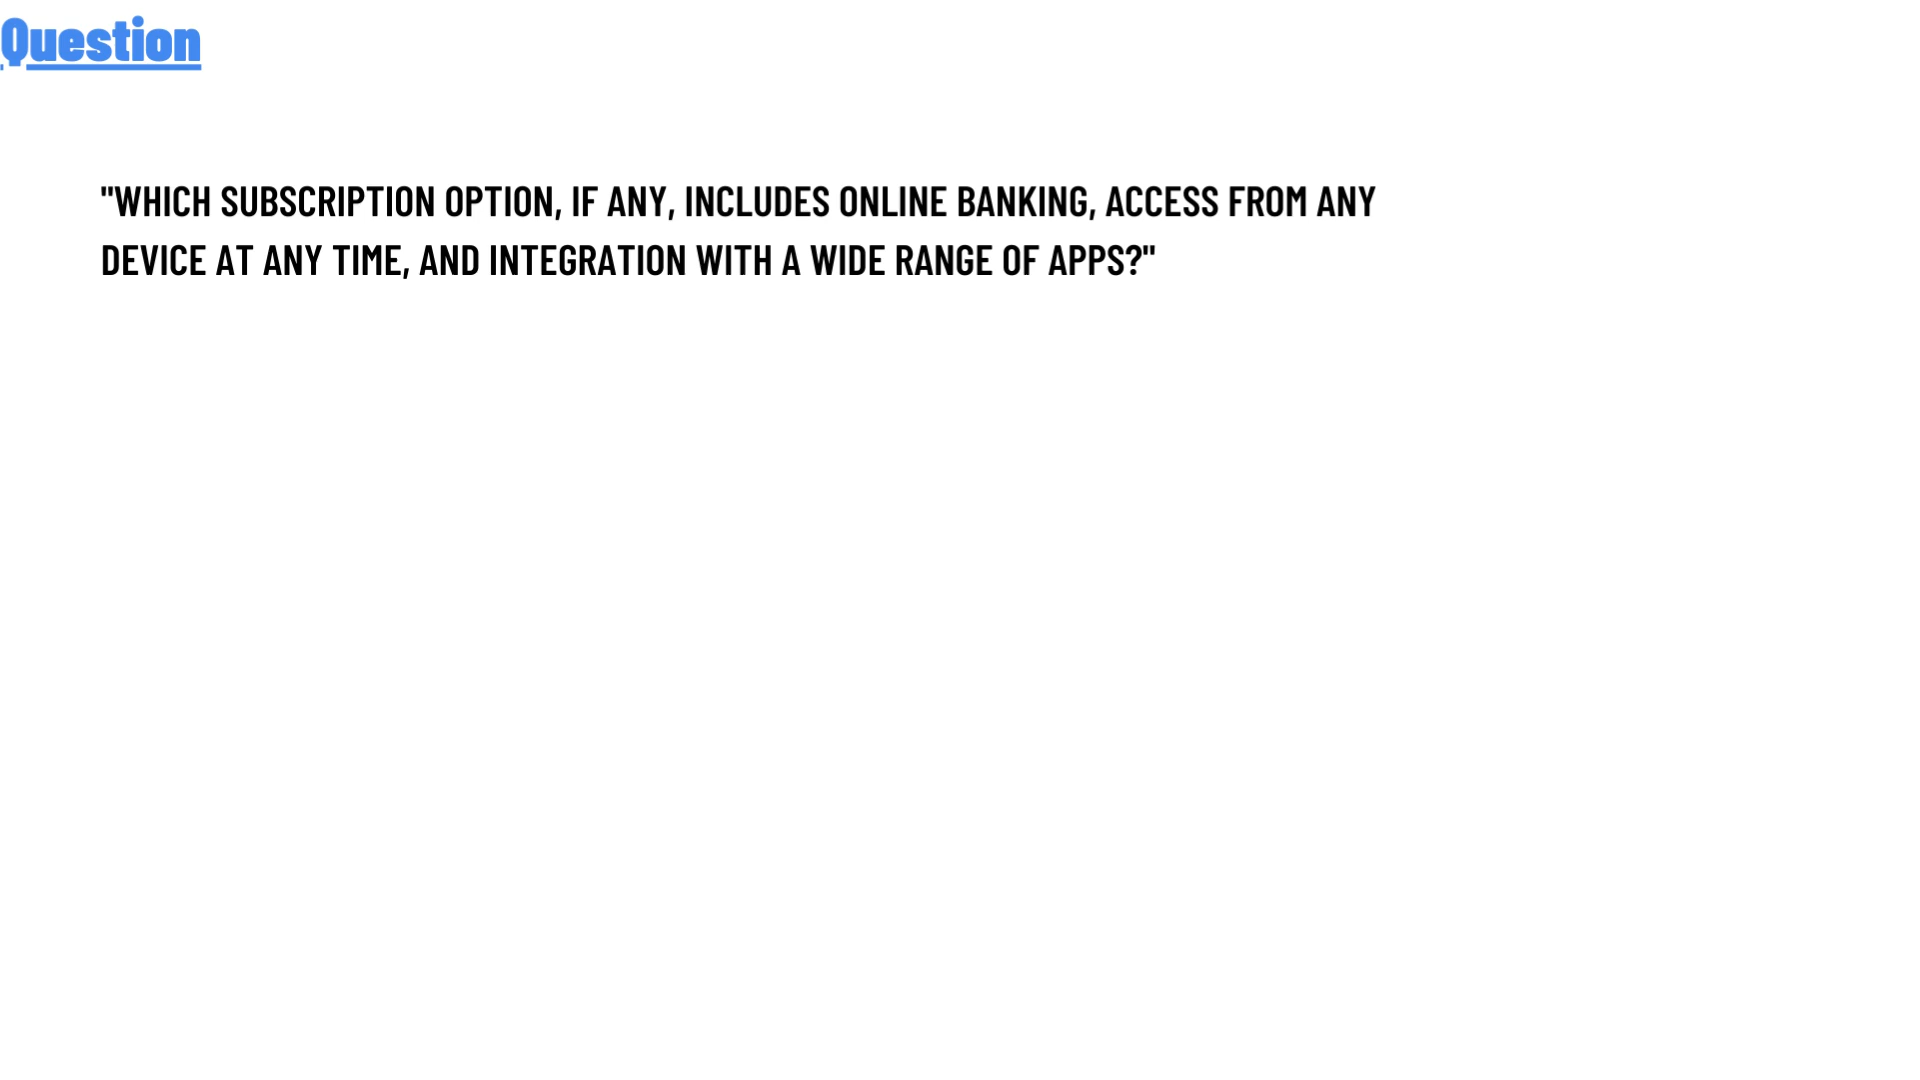 Question
"WHICH SUBSCRIPTION OPTION, IF ANY, INCLUDES ONLINE BANKING, ACCESS FROM ANY
DEVICE AT ANY TIME, AND INTEGRATION WITH A WIDE RANGE OF APPS?"